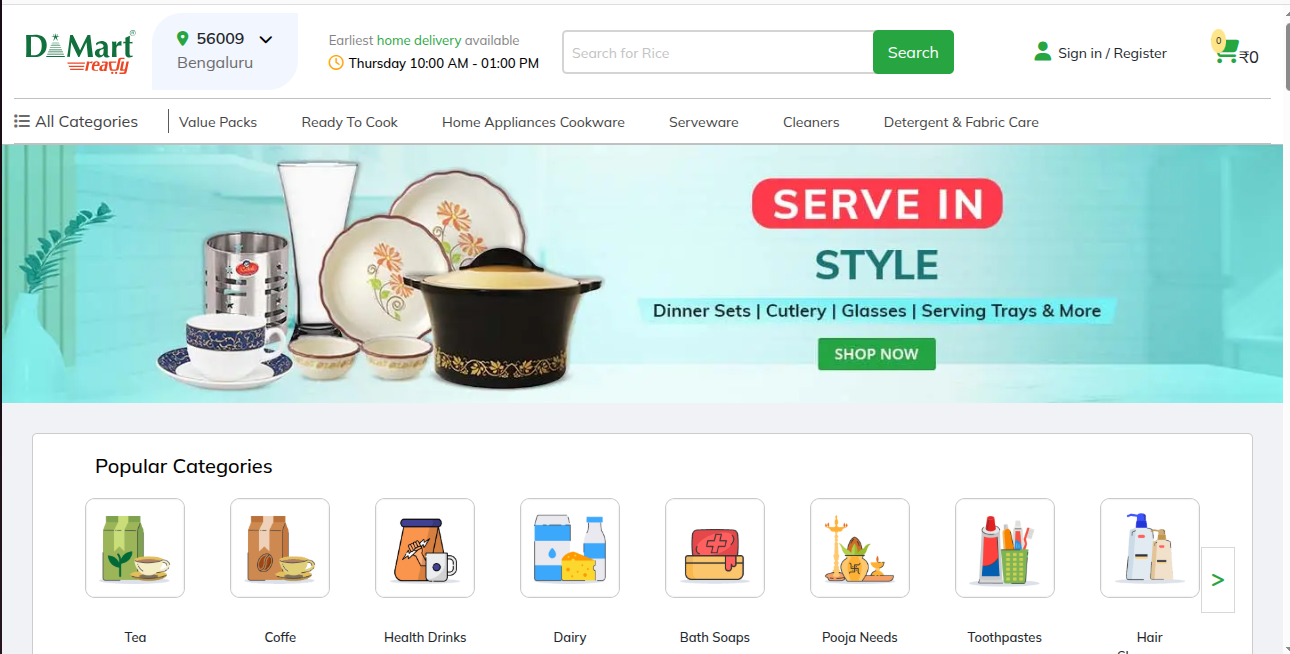 D Mart
ready
56009
Bengaluru
Earliest home delivery available
Thursday 10:00 AM - 01:00 PM
Search for Rice
Search
Sign in / Register
0
₹0
All Categories
Value Packs
Ready To Cook
Home Appliances Cookware
Serveware
Cleaners
Detergent & Fabric Care
SERVE IN
STYLE
Dinner Sets | Cutlery | Glasses | Serving Trays & More
SHOP NOW
Popular Categories
Tea
Coffe
Health Drinks
Dairy
Bath Soaps
Pooja Needs
Toothpastes
Hair
>